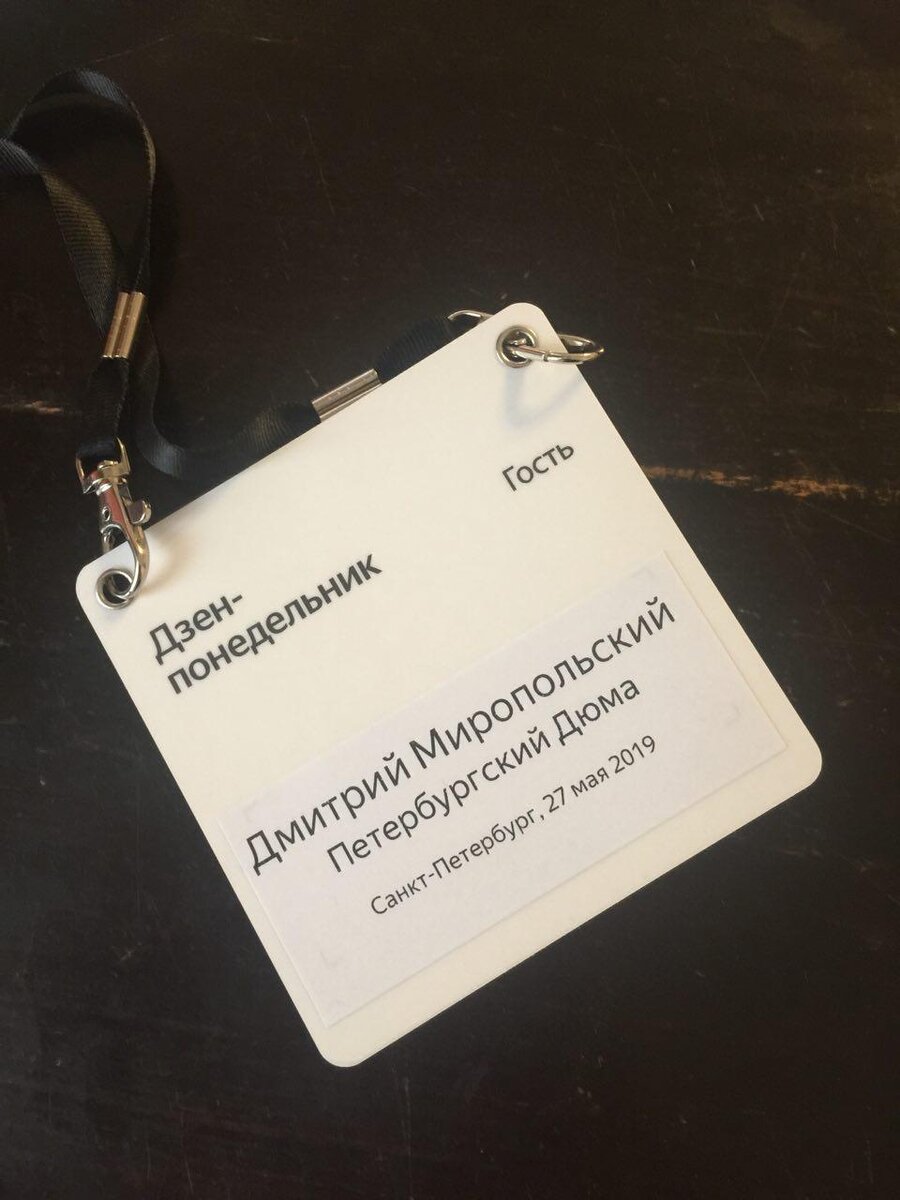 Гость
Дзен-
понедельник
Дмитрий Миропольский
Петербургский Дюма
Санкт-Петербург, 27 мая 2019